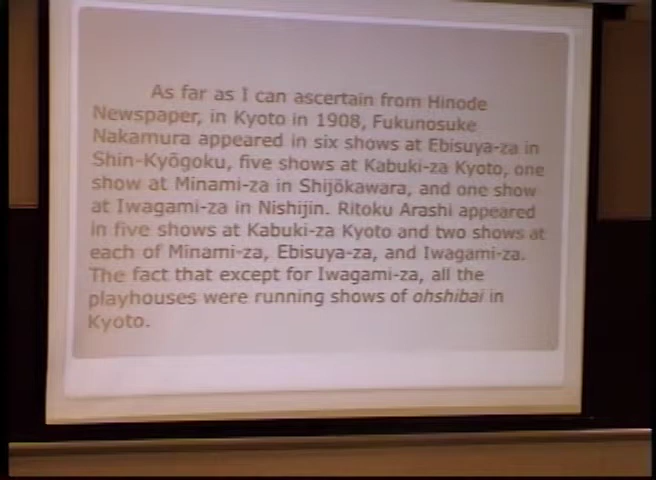 As far as I can ascertain from Hinode
Newspaper, in Kyoto in 1908, Fukunosuke
Nakamura appeared in six shows at Ebisuya-za in
Shin-Kyōgoku, five shows at Kabuki-za Kyoto, one
show at Minami-za in Shijōkawara, and one show
at Iwagami-za in Nishijin. Ritoku Arashi appeared
in five shows at Kabuki-za Kyoto and two shows at
each of Minami-za, Ebisuya-za, and Iwagami-za.
The fact that except for Iwagami-za, all the
playhouses were running shows of ohshibai in
Kyoto.